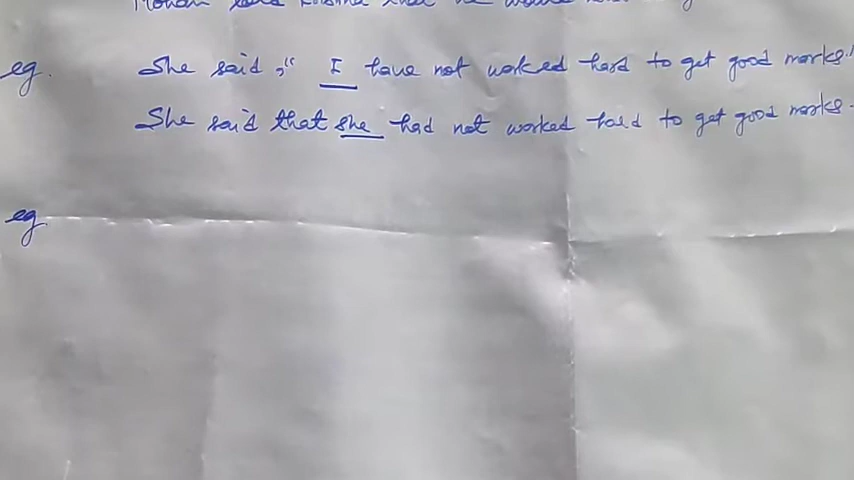 eg. She said, " I have not worked hard to get good marks."
She said that she had not worked hard to get good marks.
eg